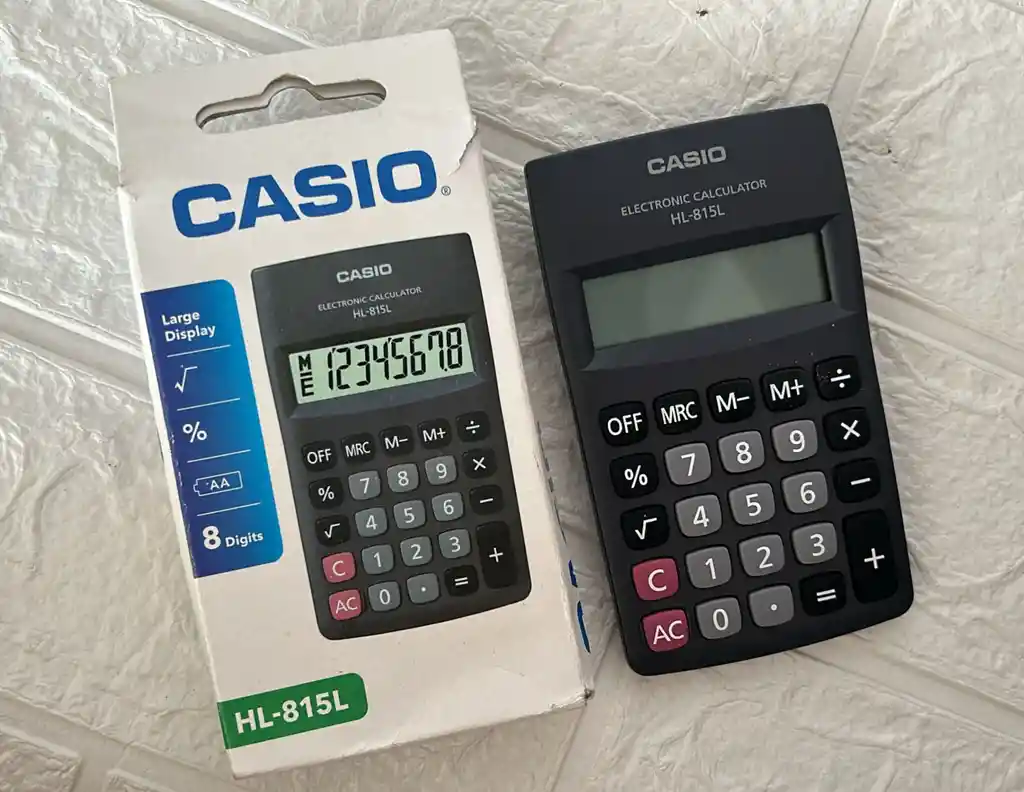 CASIO®
Large
Display
√
%
AA
8 Digits
CASIO
ELECTRONIC CALCULATOR
HL-815L
M
E
12345678
OFF MRC M− M+ ÷
% 7 8 9 ×
√ 4 5 6 −
C 1 2 3 +
AC 0 · =
HL-815L
CASIO
ELECTRONIC CALCULATOR
HL-815L
OFF MRC M− M+ ÷
% 7 8 9 ×
√ 4 5 6 −
C 1 2 3 +
AC 0 · =